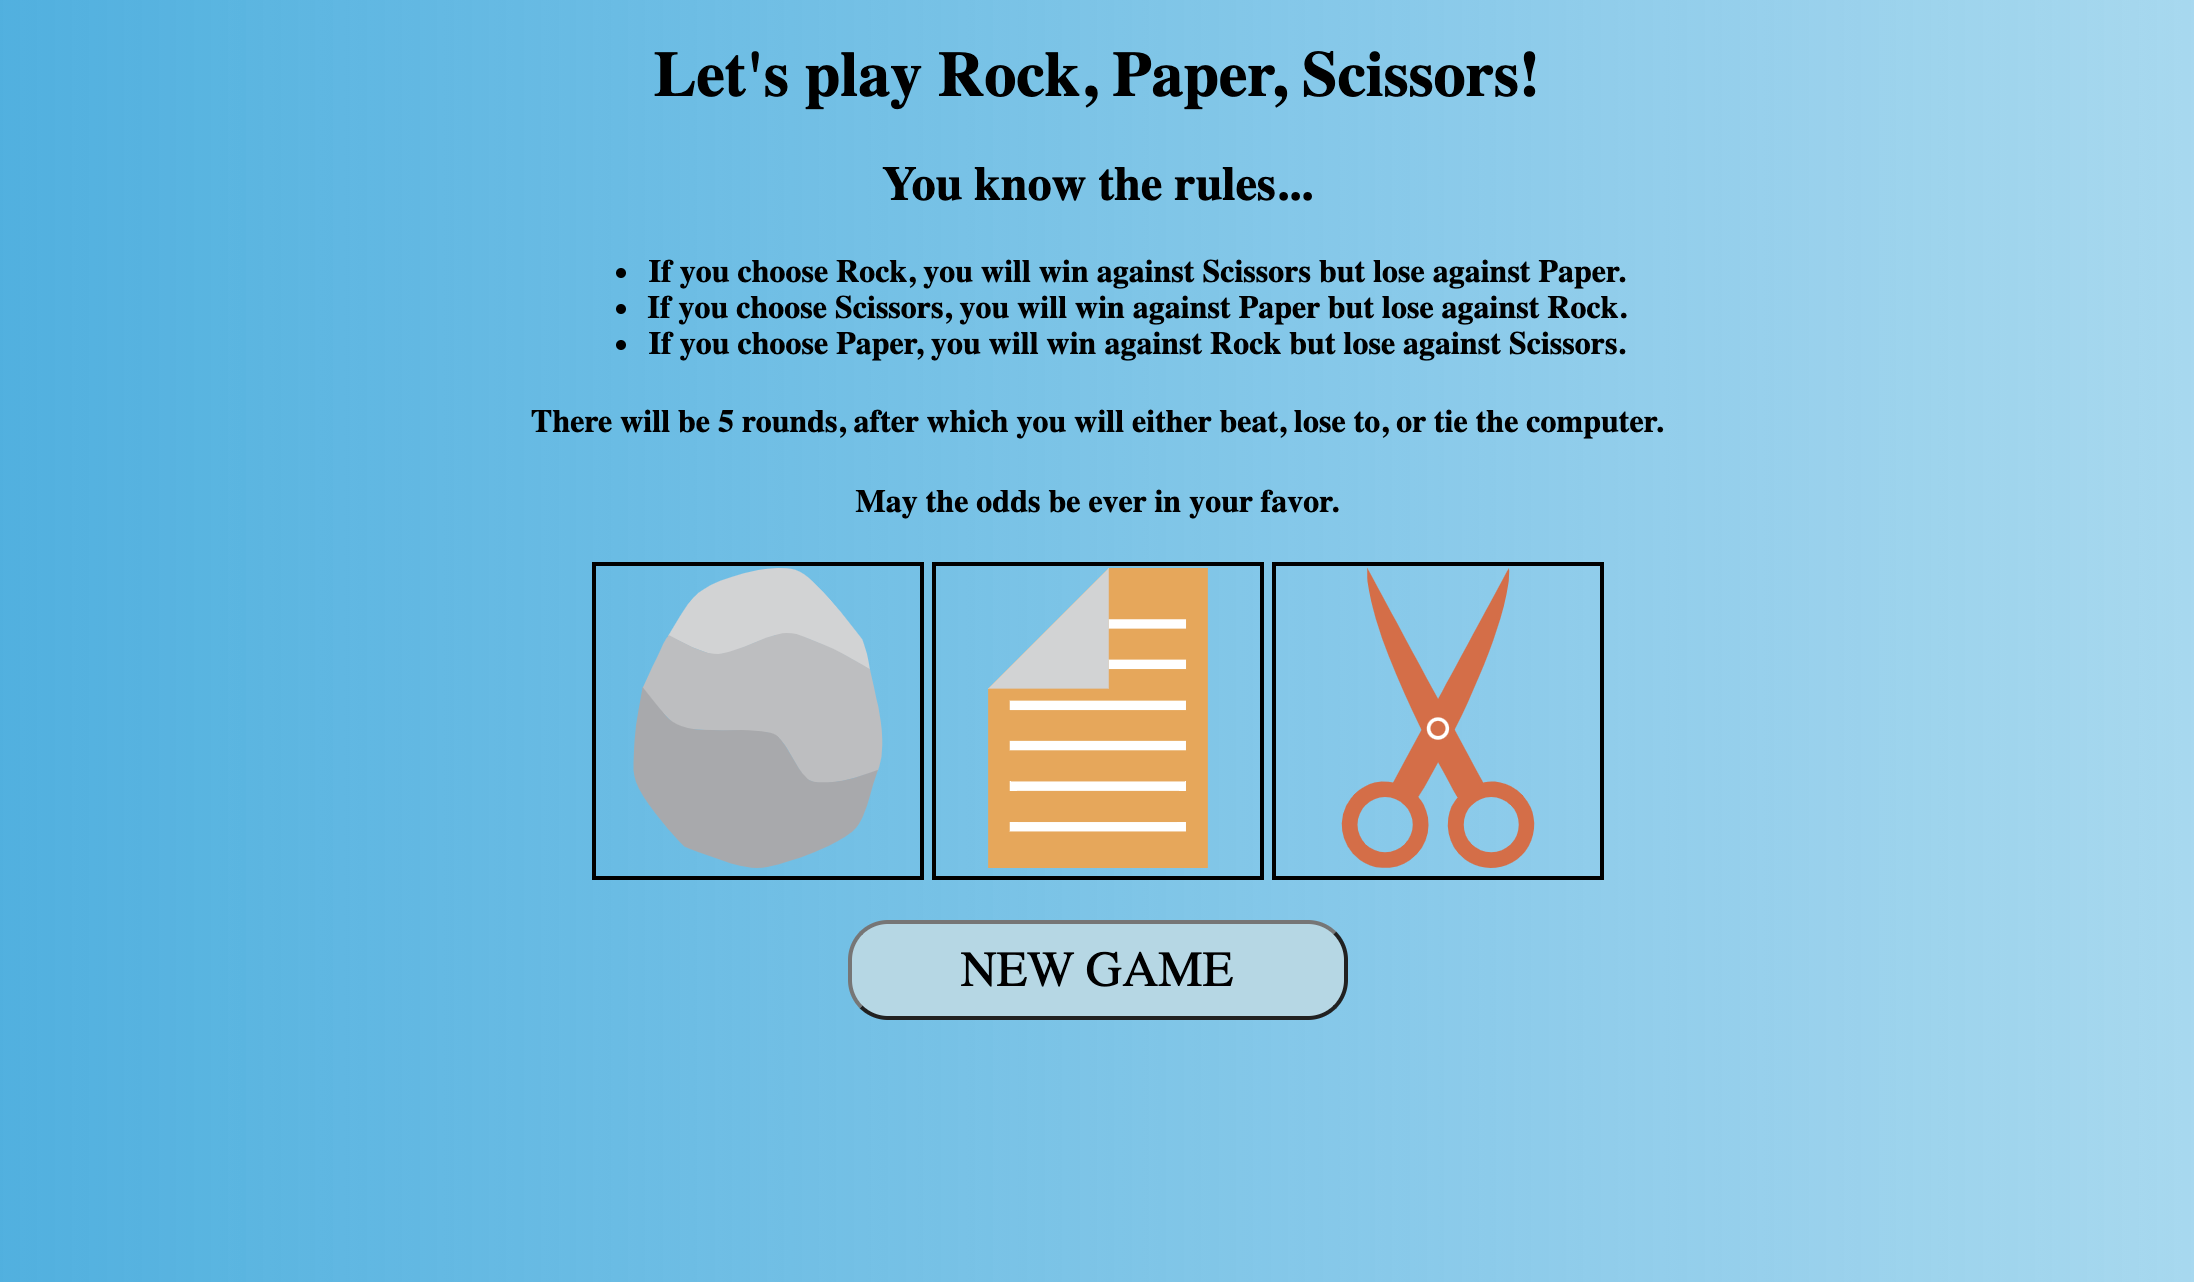 Let's play Rock, Paper, Scissors!
You know the rules...
• If you choose Rock, you will win against Scissors but lose against Paper.
• If you choose Scissors, you will win against Paper but lose against Rock.
• If you choose Paper, you will win against Rock but lose against Scissors.
There will be 5 rounds, after which you will either beat, lose to, or tie the computer.
May the odds be ever in your favor.
NEW GAME